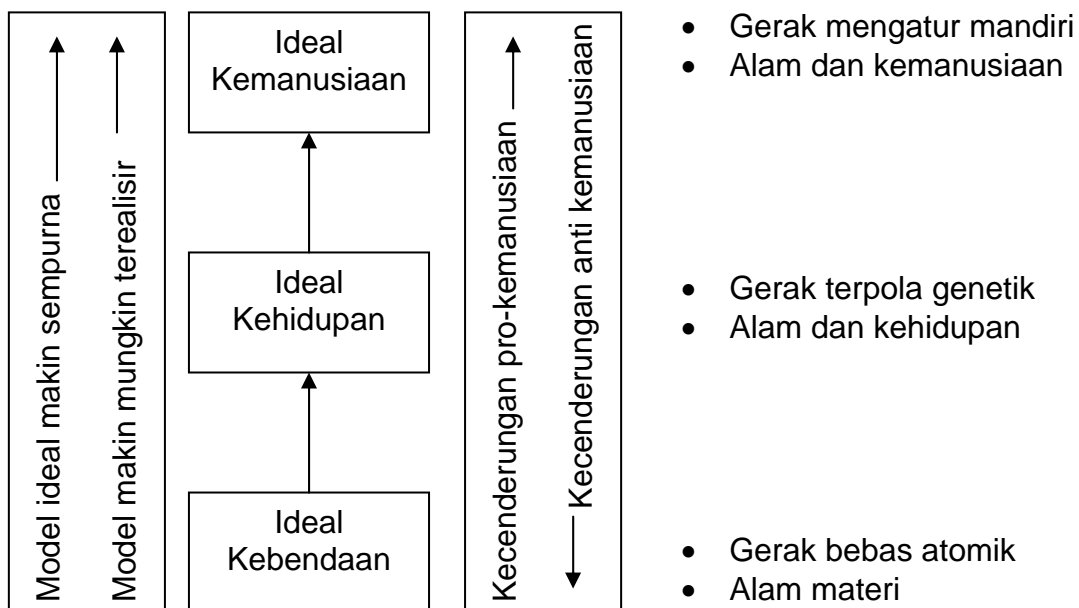 Model ideal makin sempurna
Model makin mungkin terealisir
Ideal
Kemanusiaan
Ideal
Kehidupan
Ideal
Kebendaan
Kecenderungan pro-kemanusiaan
Kecenderungan anti kemanusiaan
• Gerak mengatur mandiri
• Alam dan kemanusiaan
• Gerak terpola genetik
• Alam dan kehidupan
• Gerak bebas atomik
• Alam materi